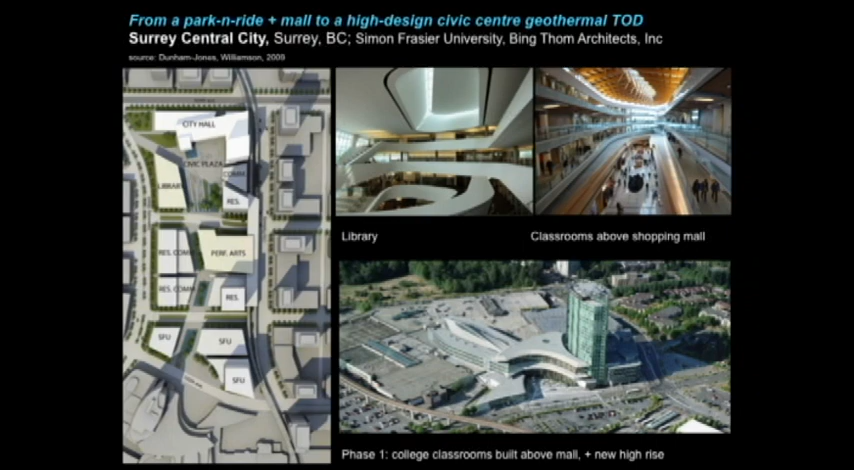 From a park-n-ride + mall to a high-design civic centre geothermal TOD
Surrey Central City, Surrey, BC; Simon Frasier University, Bing Thom Architects, Inc
source: Dunham-Jones, Williamson, 2009
CITY HALL
CIVIC PLAZA
COMM.
LIBRARY
RES.
RES. COMM
PERF. ARTS
RES. COMM
RES.
SFU
SFU
SFU
Library
Classrooms above shopping mall
Phase 1: college classrooms built above mall, + new high rise